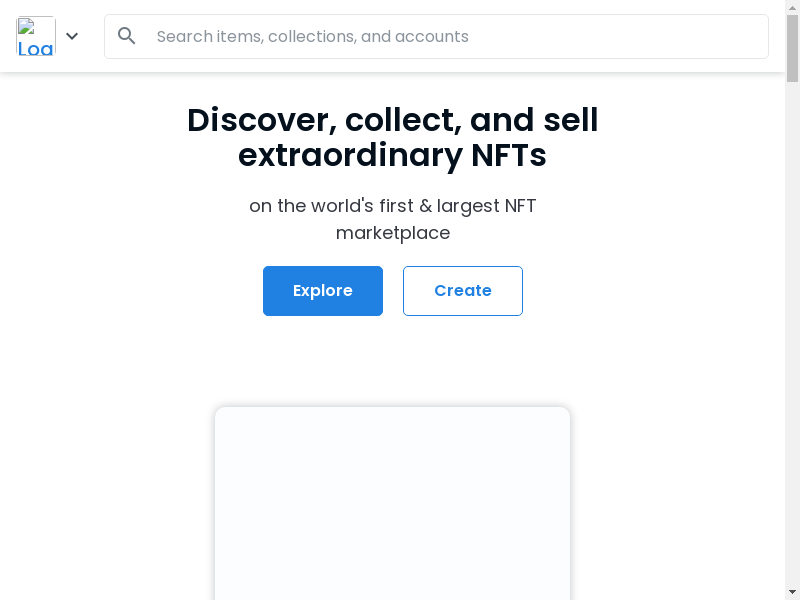 Search items, collections, and accounts
Discover, collect, and sell
extraordinary NFTs
on the world's first & largest NFT
marketplace
Explore
Create